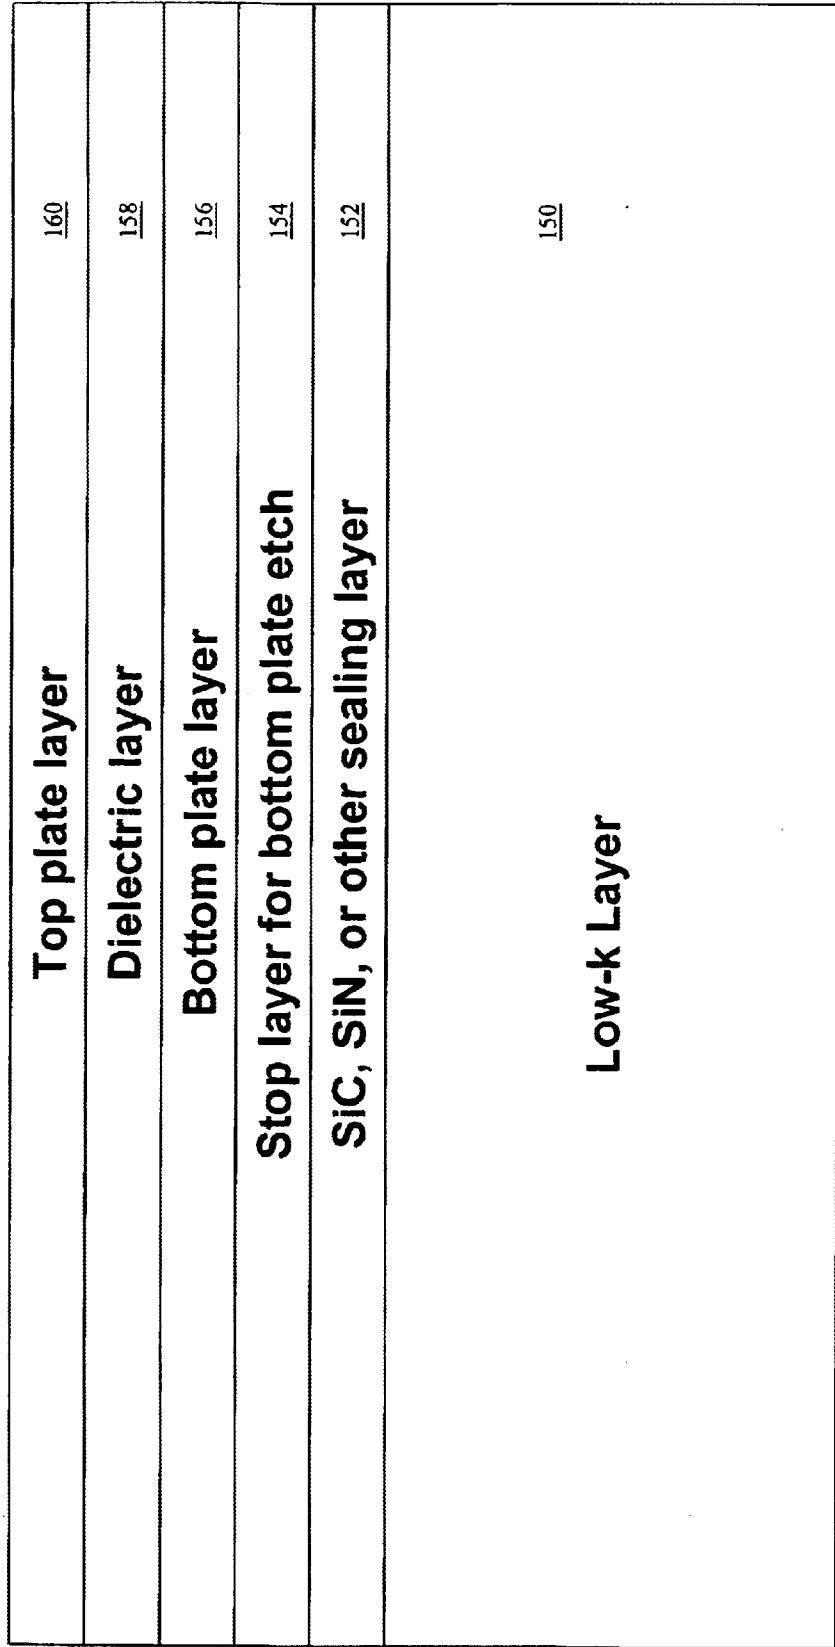 Top plate layer 160
Dielectric layer 158
Bottom plate layer 156
Stop layer for bottom plate etch 154
SiC, SiN, or other sealing layer 152
Low-k Layer 150